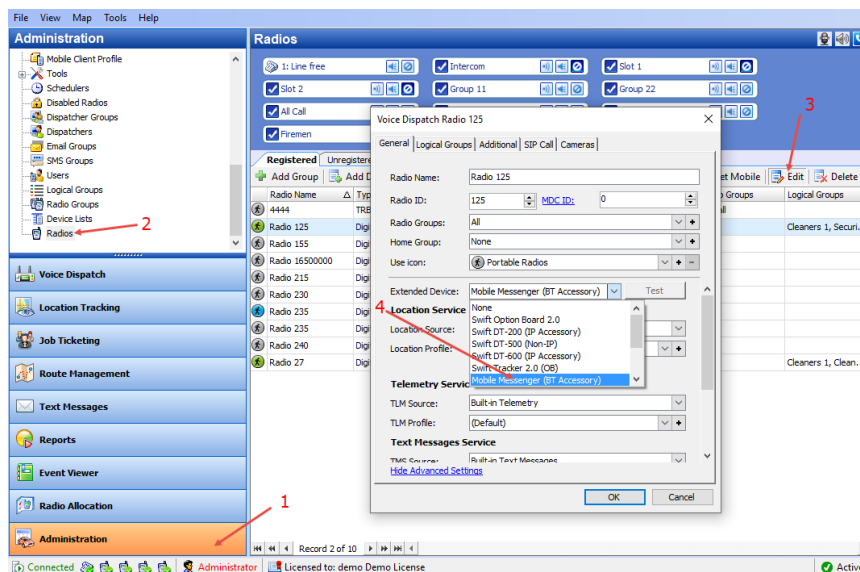 File View Map Tools Help
Administration
Mobile Client Profile
Tools
Schedulers
Disabled Radios
Dispatcher Groups
Dispatchers
Email Groups
SMS Groups
Users
Logical Groups
Radio Groups
Device Lists
Radios
2
Voice Dispatch
Location Tracking
Job Ticketing
Route Management
Text Messages
Reports
Event Viewer
Radio Allocation
Administration
1
Radios
1: Line free
Intercom
Slot 1
Slot 2
Group 11
Group 22
All Call
Firemen
3
Registered
Add Group
Edit
Delete
Radio Name
Logical Groups
4444
Radio 125
Cleaners 1, Securi..
Radio 155
Radio 16500000
Radio 215
Radio 230
Radio 235
Radio 235
Radio 240
Radio 27
Cleaners 1, Clean.
Voice Dispatch Radio 125
General Logical Groups Additional SIP Call Cameras
Radio Name: Radio 125
Radio ID: 125 MDC ID: 0
Radio Groups: All
Home Group: None
Use icon: Portable Radios
Extended Device: Mobile Messenger (BT Accessory) Test
4
None
Swift Option Board 2.0
Swift DT-200 (IP Accessory)
Swift DT-500 (Non-IP)
Swift DT-600 (IP Accessory)
Swift Tracker 2.0 (OB)
Mobile Messenger (BT Accessory)
Location Service
Location Source:
Location Profile:
TLM Source: Built-in Telemetry
TLM Profile: (Default)
Text Messages Service
TMS Source: Built-in Text Messages
Hide Advanced Settings
OK Cancel
Record 2 of 10
Connected Administrator Licensed to: demo Demo License